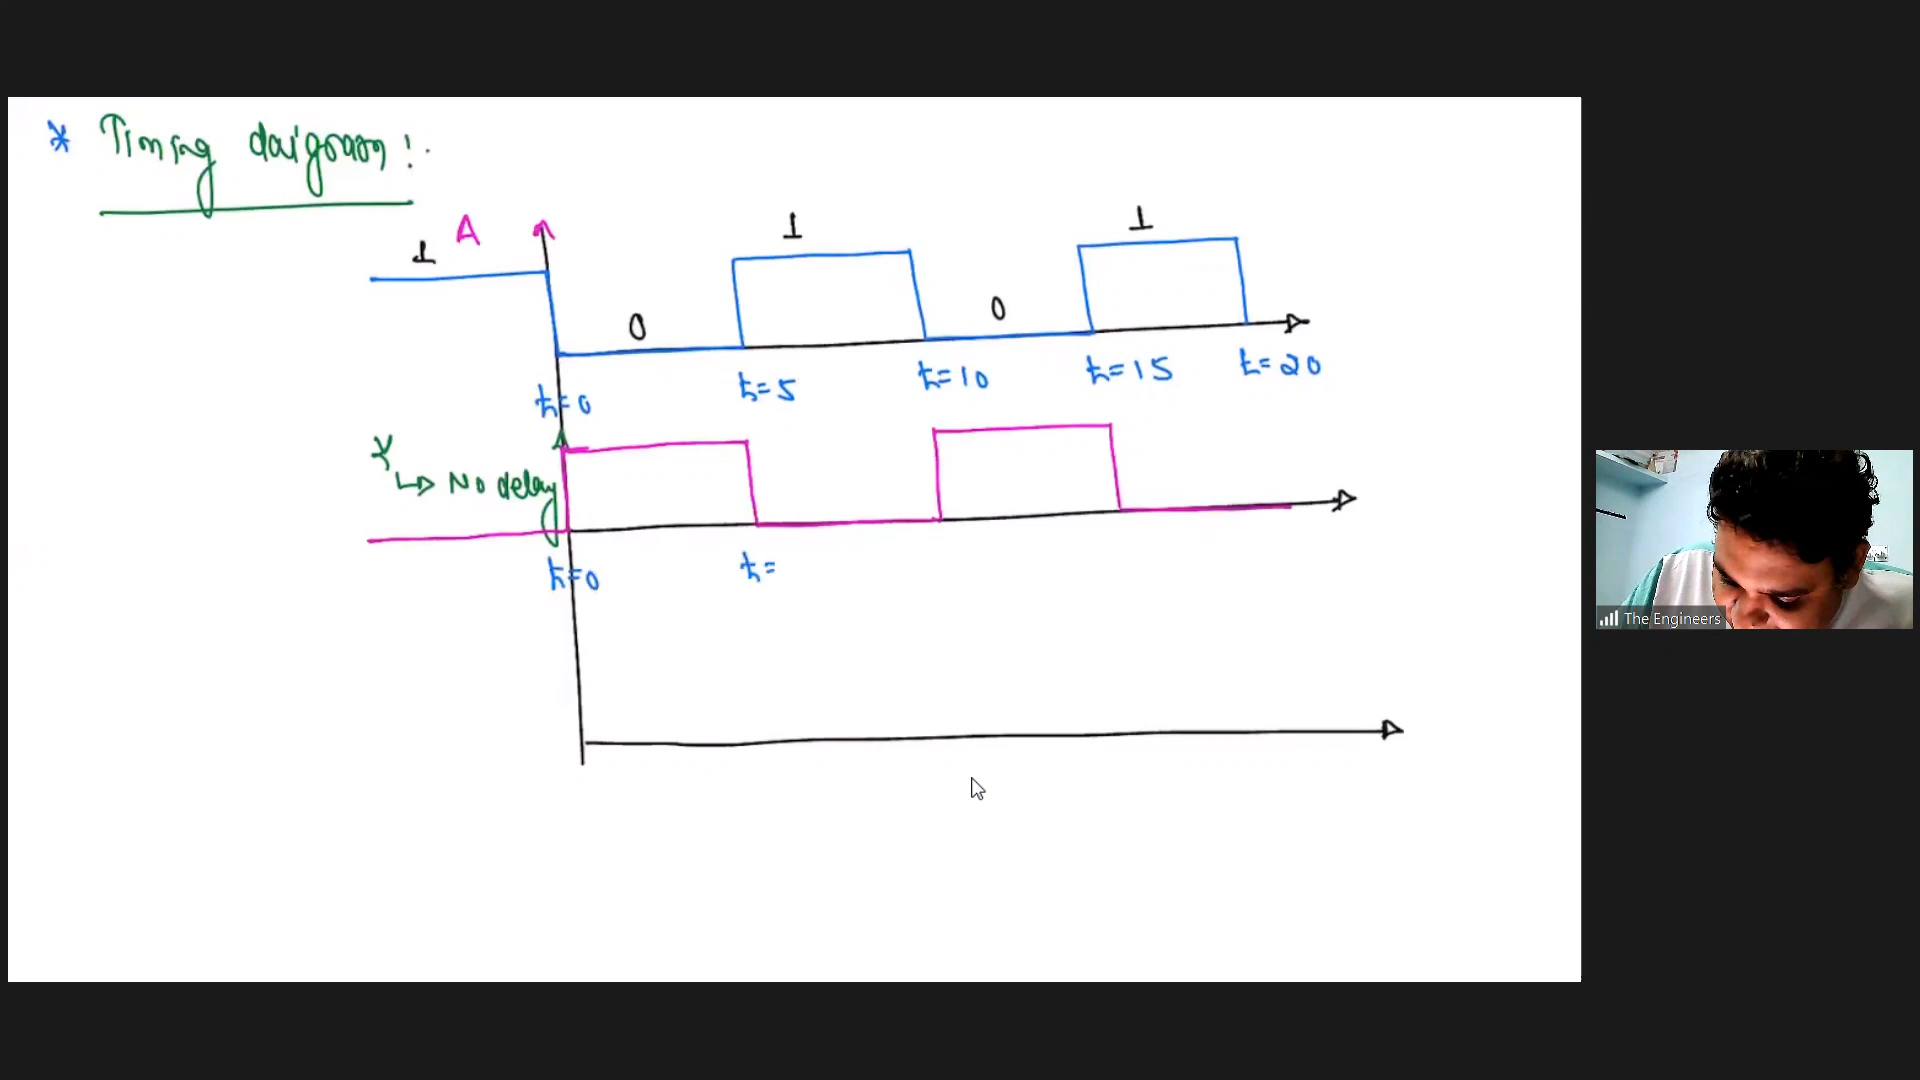 * Timing daigram :-
A
1 0 1 0 1
t=0 t=5 t=10 t=15 t=20
Y
↳ No delay
t=0 t=
The Engineers